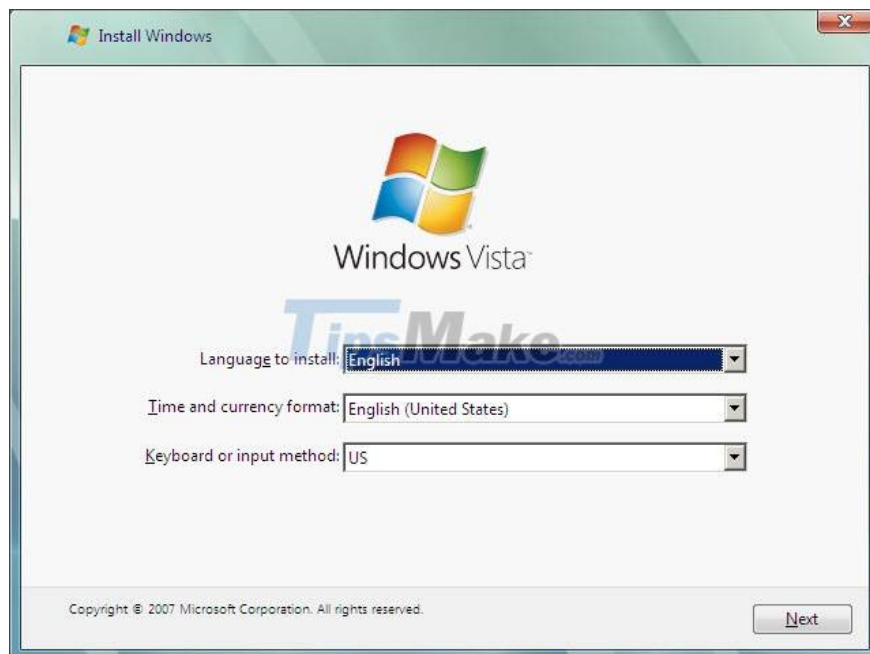 Install Windows
Windows Vista™
TipsMake.com
Language to install: English
Time and currency format: English (United States)
Keyboard or input method: US
Copyright © 2007 Microsoft Corporation. All rights reserved.
Next